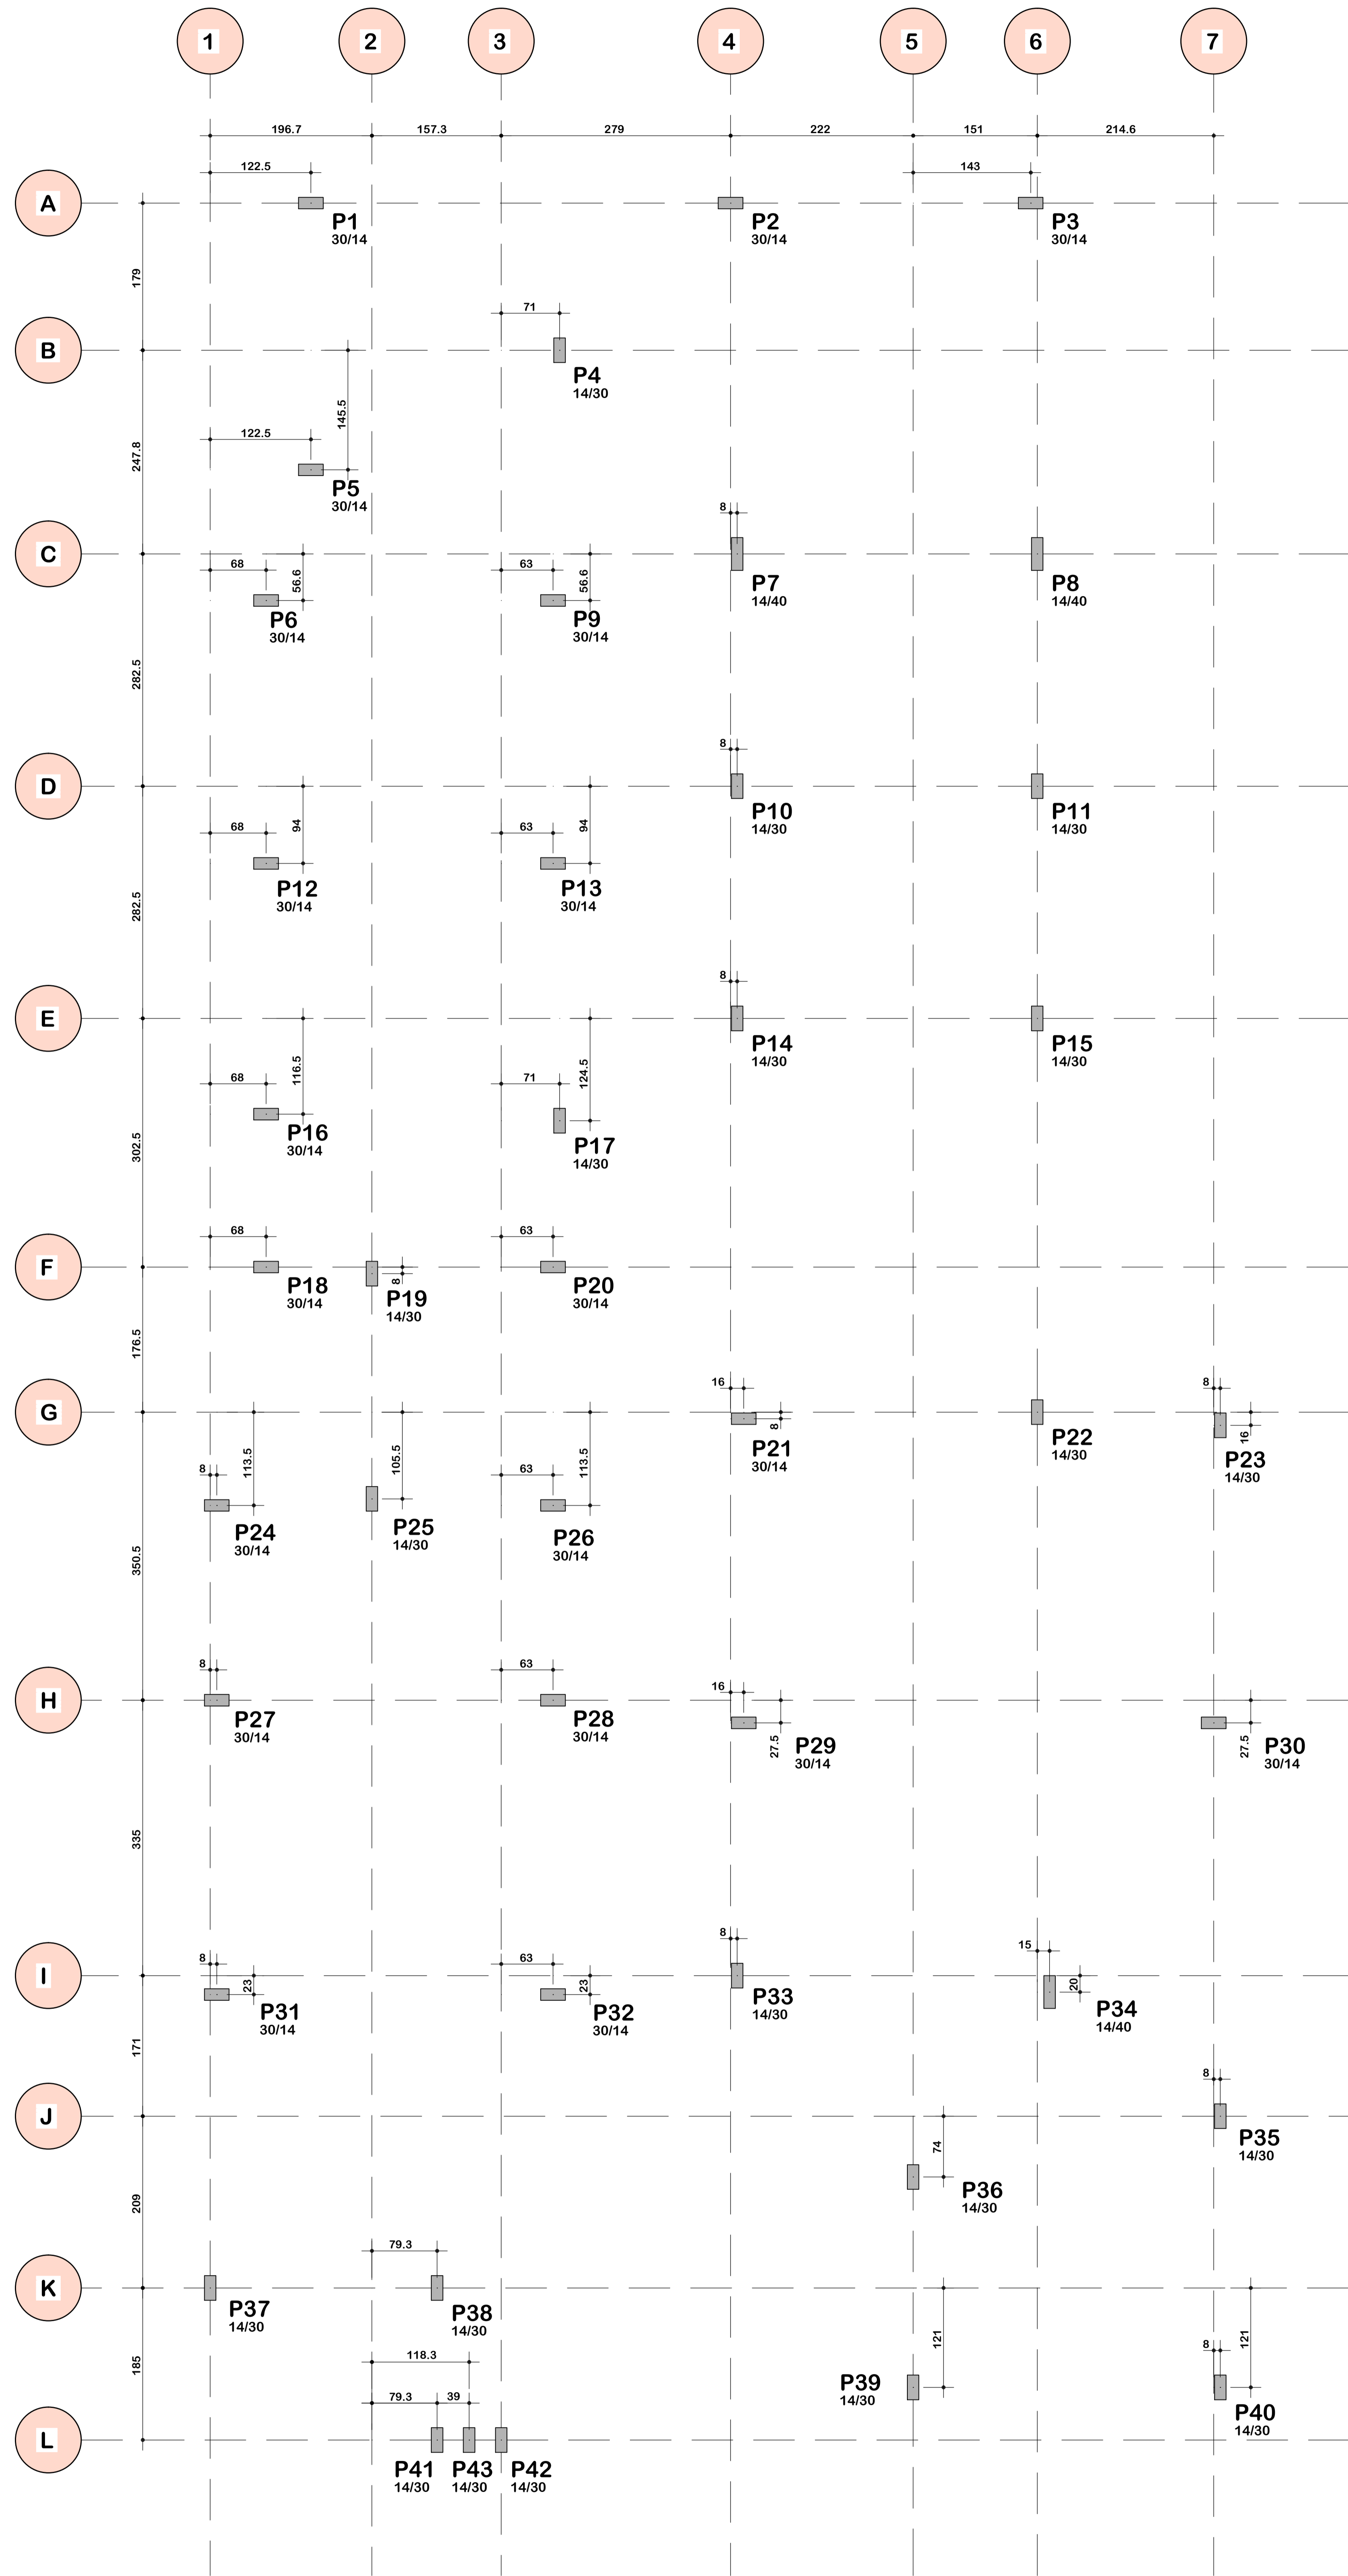 1 2 3 4 5 6 7
196.7 157.3 279 222 151 214.6
122.5 143
A
P1 P2 P3
30/14 30/14 30/14
179
71
B
P4
14/30
145.5
122.5
247.8
P5
30/14
8
C
68 56.6 63 56.6
P7 P8
14/40 14/40
P6 P9
30/14 30/14
282.5
8
D
P10 P11
14/30 14/30
68 94 63 94
P12 P13
30/14 30/14
282.5
8
E
P14 P15
14/30 14/30
68 116.5 71 124.5
P16 P17
30/14 14/30
302.5
68 63
F
8
P18 P19 P20
30/14 14/30 30/14
176.5
16 8
G
8 16
P21 P22 P23
30/14 14/30 14/30
8 113.5 105.5 63 113.5
P24 P25 P26
30/14 14/30 30/14
350.5
8 63 16
H
P27 P28
30/14 30/14
27.5 27.5
P29 P30
30/14 30/14
335
8 15
8 63
I
23 23 20
P31 P32 P33 P34
30/14 30/14 14/30 14/40
171
8
J
P35
14/30
74
P36
14/30
209
79.3
K
P37 P38
14/30 14/30
185
118.3 121 8 121
79.3 39
P39 P40
14/30 14/30
L
P41 P43 P42
14/30 14/30 14/30